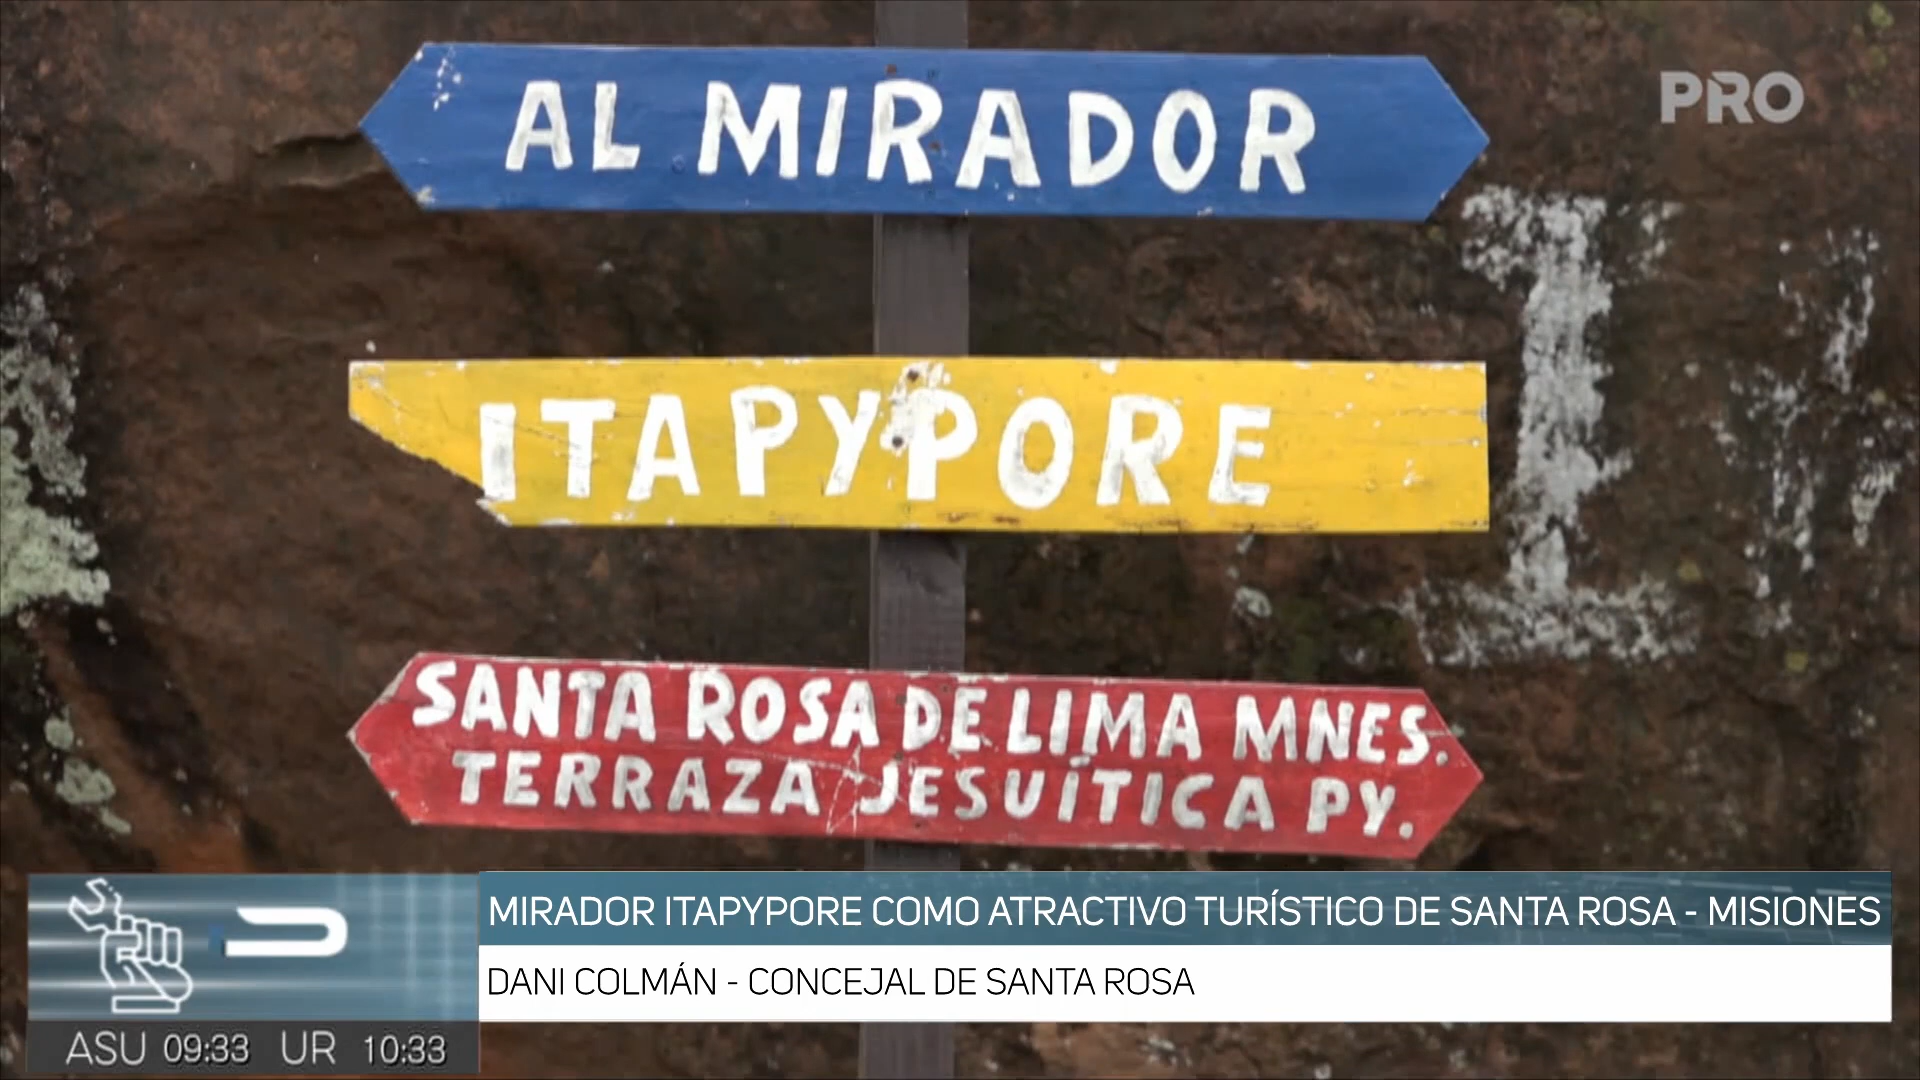 AL MIRADOR
PRO
ITAPYPORE
SANTA ROSA DE LIMA MNES.
TERRAZA JESUÍTICA PY.
MIRADOR ITAPYPORE COMO ATRACTIVO TURÍSTICO DE SANTA ROSA - MISIONES
DANI COLMÁN - CONCEJAL DE SANTA ROSA
ASU 09:33 UR 10:33